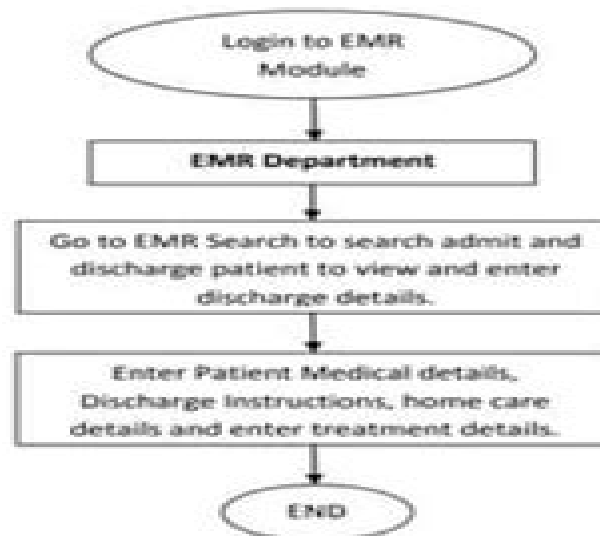 Login to EMR
Module
EMR Department
Go to EMR Search to search admit and
discharge patient to view and enter
discharge details.
Enter Patient Medical details,
Discharge Instructions, home care
details and enter treatment details.
END